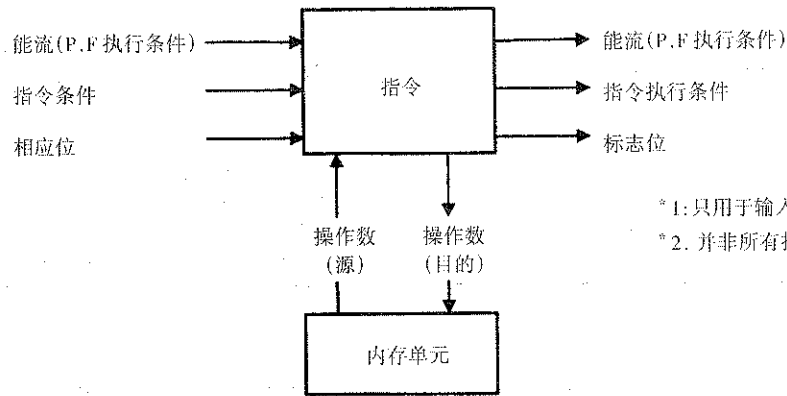 能流(P.F执行条件)
指令条件
相应位
指令
能流(P.F执行条件)
指令执行条件
标志位
*1:只用于输入
*2.并非所有
操作数
(源)
操作数
(目的)
内存单元